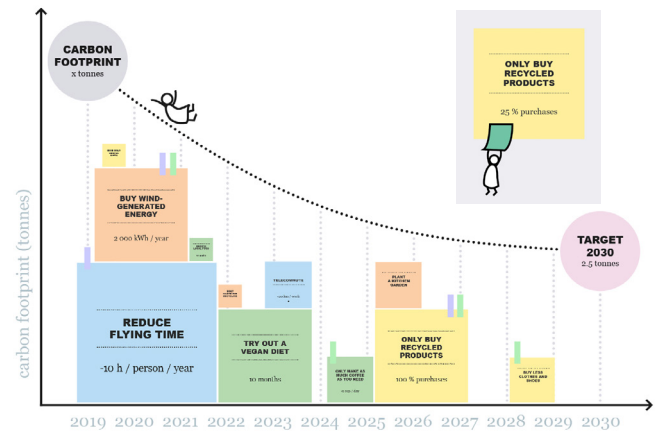 CARBON
FOOTPRINT
x tonnes
ONLY BUY
RECYCLED
PRODUCTS
25 % purchases
carbon footprint (tonnes)
BUY WIND-
GENERATED
ENERGY
2 000 kWh / year
TARGET
2030
2.5 tonnes
REDUCE
FLYING TIME
-10 h / person / year
TELECOMMUTE
TRY OUT A
VEGAN DIET
10 months
PLANT
A KITCHEN
GARDEN
ONLY BUY
RECYCLED
PRODUCTS
100 % purchases
ONLY MAKE AS
MUCH COFFEE
AS YOU NEED
BUY LESS
CLOTHES AND
SHOES
2019 2020 2021 2022 2023 2024 2025 2026 2027 2028 2029 2030